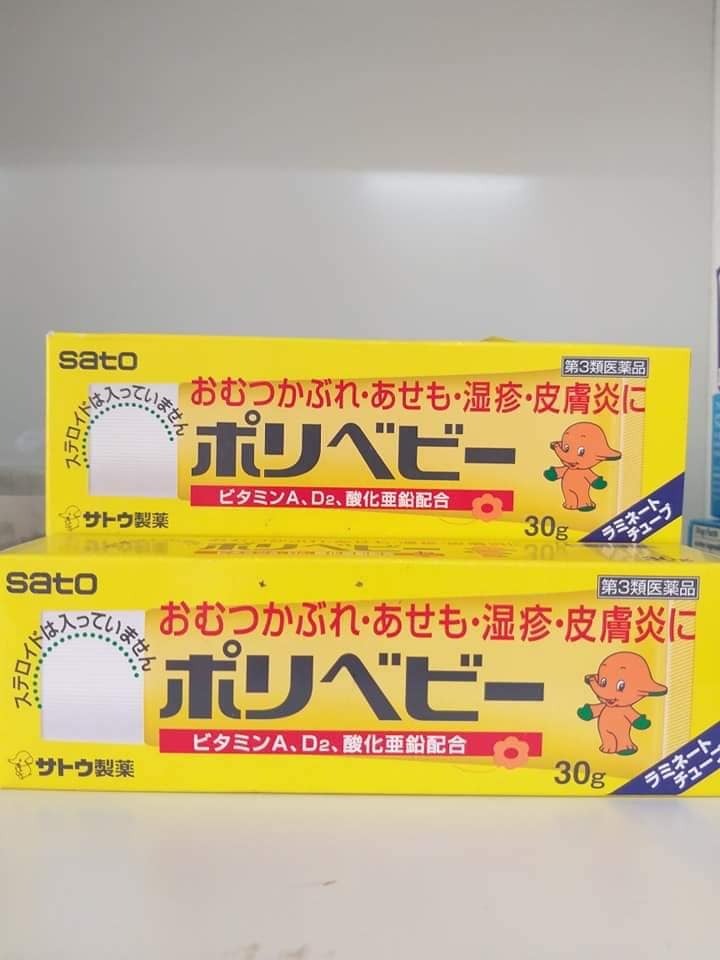 sato
第3類医薬品
ステロイドは入っていません
おむつかぶれ・あせも・湿疹・皮膚炎に
ポリベビー
ビタミンA、D2、酸化亜鉛配合
サトウ製薬
30g
ラミネート
チューブ
sato
第3類医薬品
ステロイドは入っていません
おむつかぶれ・あせも・湿疹・皮膚炎に
ポリベビー
ビタミンA、D2、酸化亜鉛配合
サトウ製薬
30g
ラミネート
チューブ